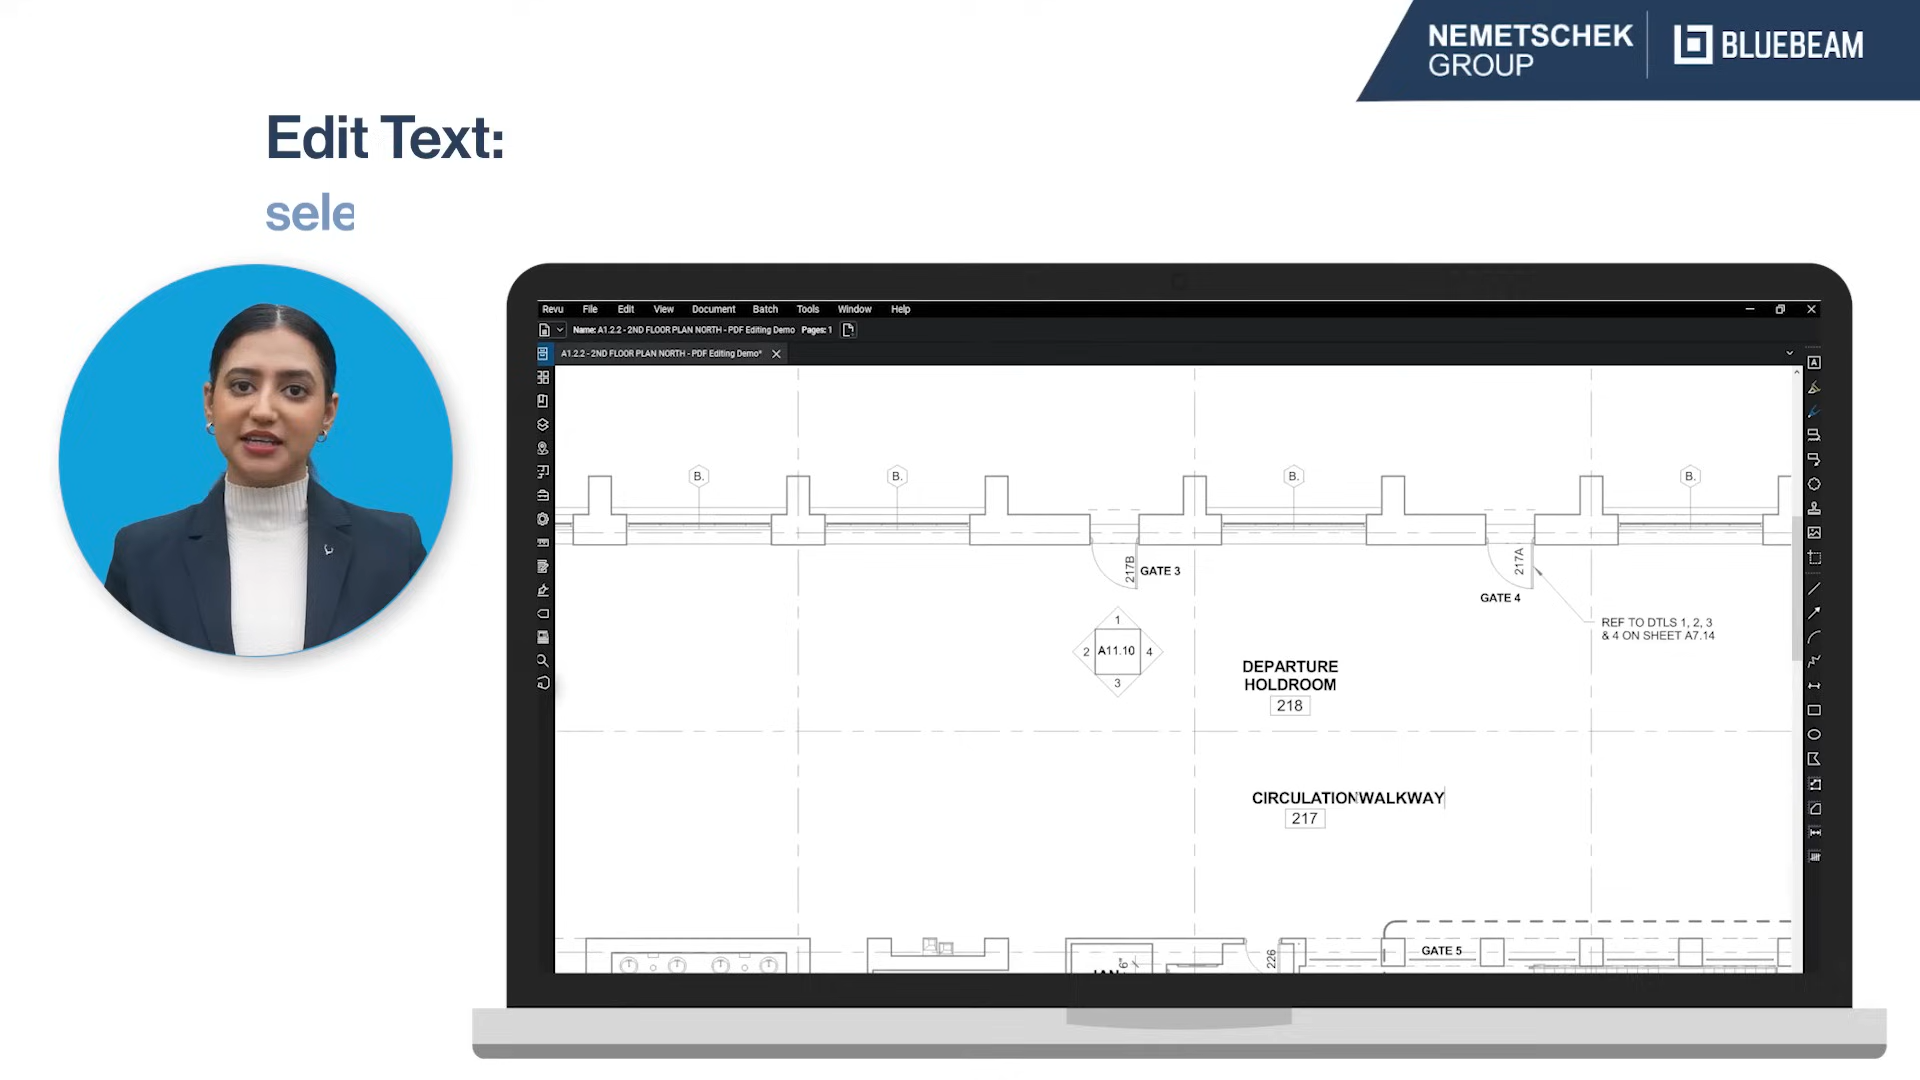 NEMETSCHEK
GROUP
BLUEBEAM
Edit Text:
sele
Revu File Edit View Document Batch Tools Window Help
Name: A1.2.2 - 2ND FLOOR PLAN NORTH - PDF Editing Demo Pages: 1
A1.2.2 - 2ND FLOOR PLAN NORTH - PDF Editing Demo*
B. B. B. B.
217B
GATE 3
217A
GATE 4
REF TO DTLS 1, 2, 3
& 4 ON SHEET A7.14
1
2 A11.10 4
3
DEPARTURE
HOLDROOM
218
CIRCULATIONWALKWAY
217
GATE 5
226
6"